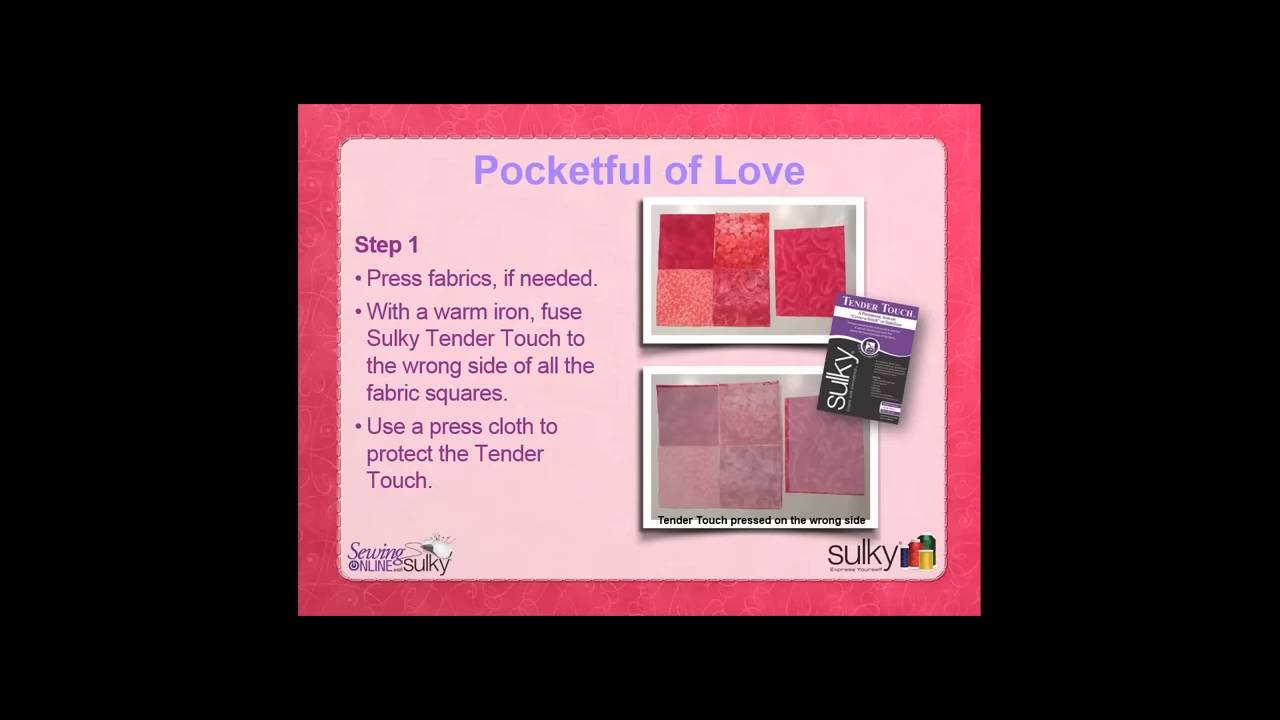 Pocketful of Love
Step 1
• Press fabrics, if needed.
• With a warm iron, fuse
Sulky Tender Touch to
the wrong side of all the
fabric squares.
• Use a press cloth to
protect the Tender
Touch.
TENDER TOUCH
sulky
Tender Touch pressed on the wrong side
Sewing
ONLINE with sulky
sulky®
Express Yourself